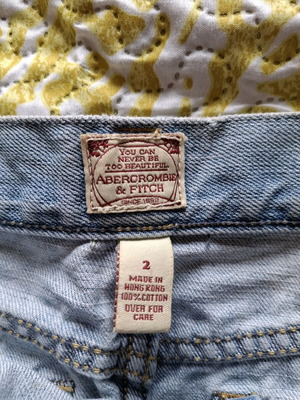 YOU CAN
NEVER BE
TOO BEAUTIFUL
ABERCROMBIE
& FITCH
SINCE 1892
2
MADE IN
HONG KONG
100% COTTON
OVER FOR
CARE